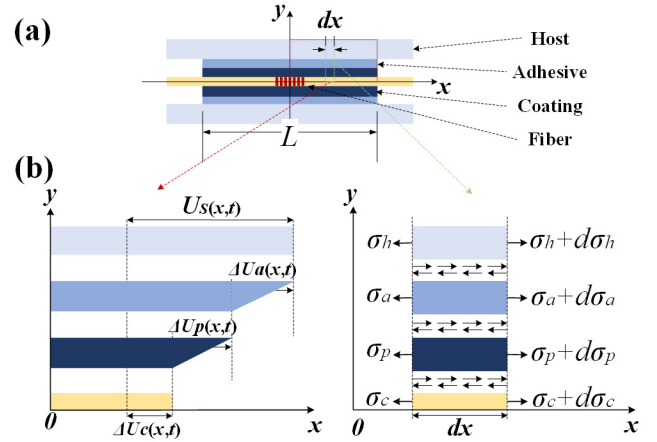 (a)
y
dx
Host
Adhesive
x
Coating
Fiber
L
(b)
y
Us(x,t)
ΔUa(x,t)
ΔUp(x,t)
ΔUc(x,t)
0
x
y
σh
σh+dσh
σa
σa+dσa
σp
σp+dσp
σc
σc+dσc
0
dx
x